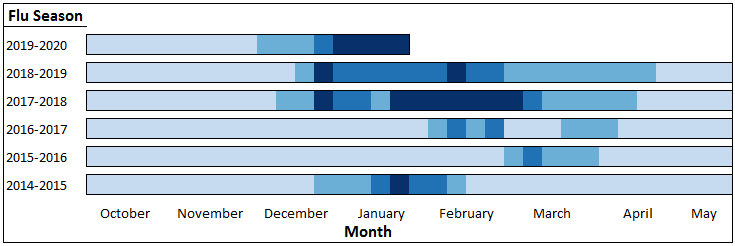 Flu Season
2019-2020
2018-2019
2017-2018
2016-2017
2015-2016
2014-2015
October November December January February March April May
Month